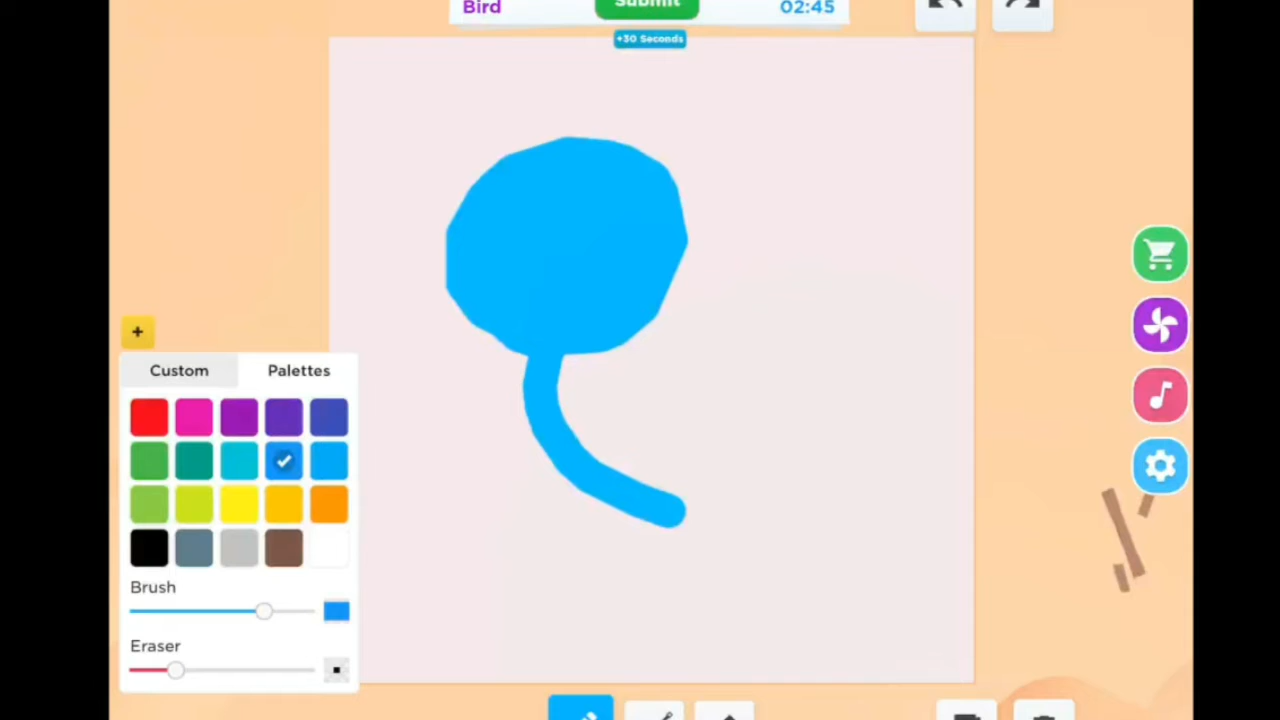 Bird
Submit
02:45
+30 Seconds
+
Custom
Palettes
Brush
Eraser